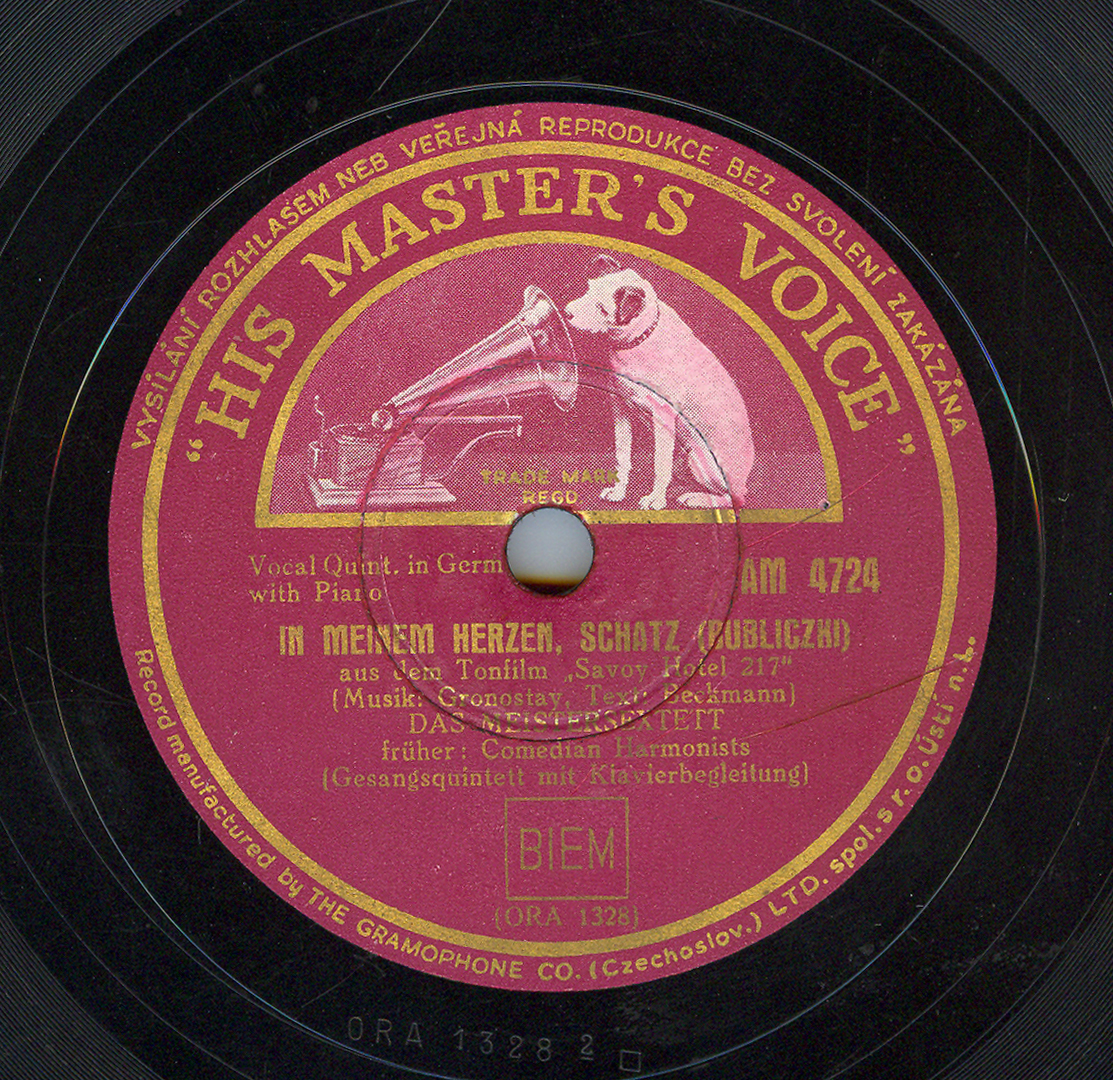 VYSÍLÁNÍ ROZHLASEM NEB VEŘEJNÁ REPRODUKCE BEZ SVOLENÍ ZAKÁZÁNA
“HIS MASTER'S VOICE”
TRADE MARK
REGD
Vocal Quint. in Germ
with Piano
AM 4724
IN MEINEM HERZEN, SCHATZ (BUBLICZKI)
aus dem Tonfilm „Savoy Hotel 217"
(Musik: Gronostay, Text: Beckmann)
DAS MEISTERSEXTETT
früher: Comedian Harmonists
(Gesangsquintett mit Klavierbegleitung)
BIEM
(ORA 1328)
Record manufactured by THE GRAMOPHONE CO. (Czechoslov.) LTD. spol. s r. o. Ústí n. L.
ORA 1328 2 □